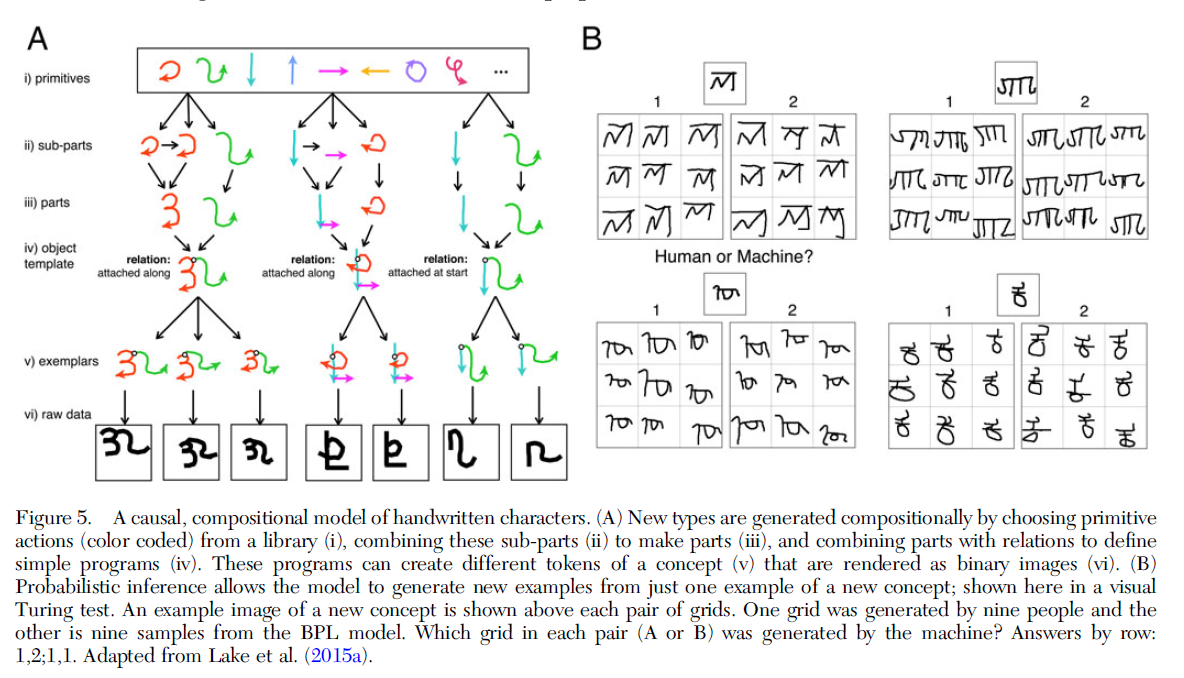 A
i) primitives
...
ii) sub-parts
iii) parts
iv) object
template
relation:
attached along
relation:
attached along
relation:
attached at start
v) exemplars
vi) raw data
B
1
2
1
2
Human or Machine?
1
2
1
2
Figure 5. A causal, compositional model of handwritten characters. (A) New types are generated compositionally by choosing primitive
actions (color coded) from a library (i), combining these sub-parts (ii) to make parts (iii), and combining parts with relations to define
simple programs (iv). These programs can create different tokens of a concept (v) that are rendered as binary images (vi). (B)
Probabilistic inference allows the model to generate new examples from just one example of a new concept; shown here in a visual
Turing test. An example image of a new concept is shown above each pair of grids. One grid was generated by nine people and the
other is nine samples from the BPL model. Which grid in each pair (A or B) was generated by the machine? Answers by row:
1,2;1,1. Adapted from Lake et al. (2015a).